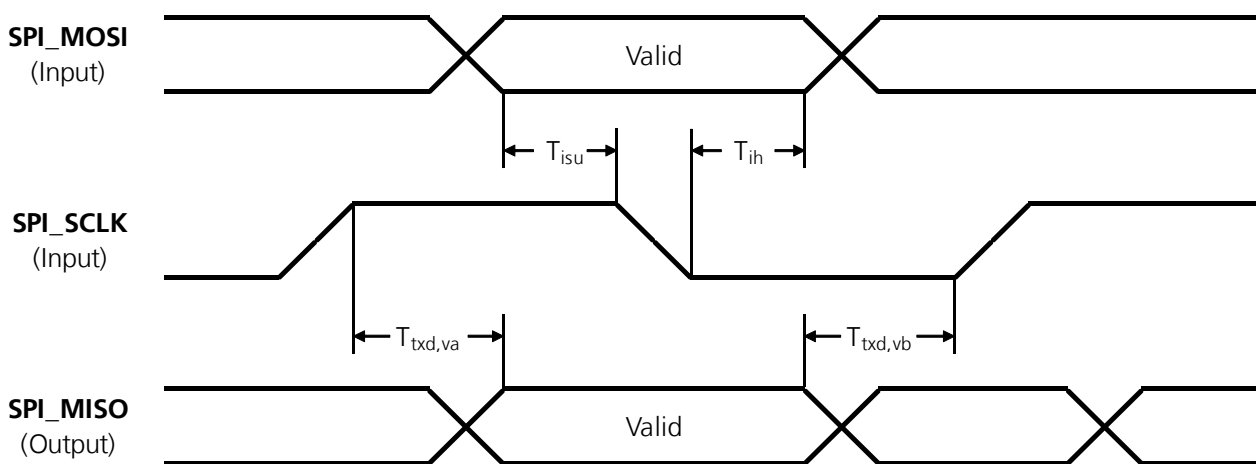 SPI_MOSI
(Input)
Valid
T_isu
T_ih
SPI_SCLK
(Input)
T_txd,va
T_txd,vb
SPI_MISO
(Output)
Valid